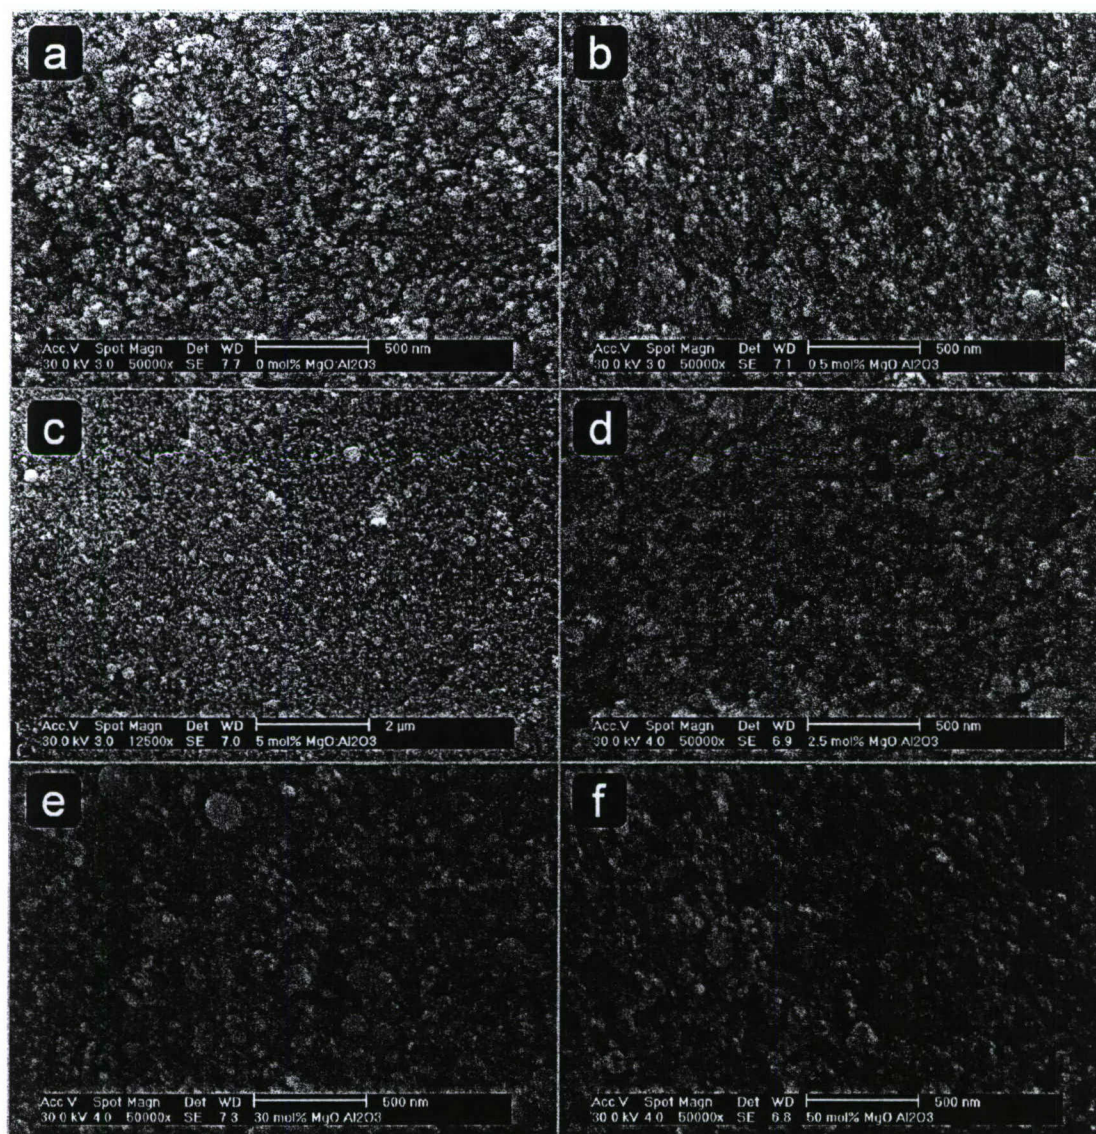 a
Acc.V Spot Magn Det WD 500 nm
30.0 kV 3.0 50000x SE 7.7 0 mol% MgO:Al2O3
b
Acc.V Spot Magn Det WD 500 nm
30.0 kV 3.0 50000x SE 7.1 0.5 mol% MgO:Al2O3
c
Acc.V Spot Magn Det WD 2 µm
30.0 kV 3.0 12500x SE 7.0 5 mol% MgO:Al2O3
d
Acc.V Spot Magn Det WD 500 nm
30.0 kV 4.0 50000x SE 6.9 2.5 mol% MgO:Al2O3
e
Acc.V Spot Magn Det WD 500 nm
30.0 kV 4.0 50000x SE 7.3 30 mol% MgO:Al2O3
f
Acc.V Spot Magn Det WD 500 nm
30.0 kV 4.0 50000x SE 6.8 50 mol% MgO:Al2O3